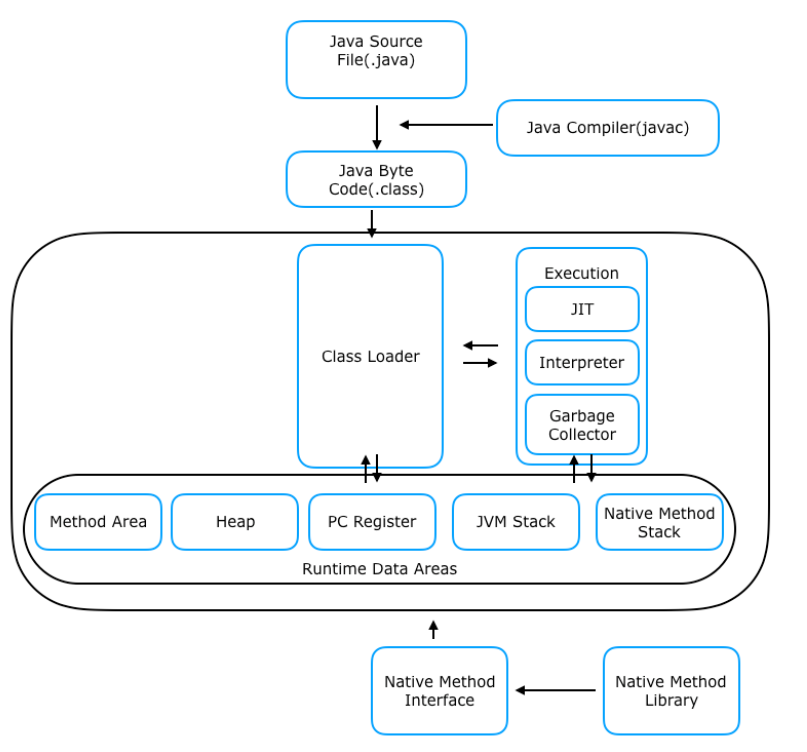 Java Source
File(.java)
Java Compiler(javac)
Java Byte
Code(.class)
Class Loader
Execution
JIT
Interpreter
Garbage
Collector
Method Area
Heap
PC Register
JVM Stack
Native Method
Stack
Runtime Data Areas
Native Method
Interface
Native Method
Library